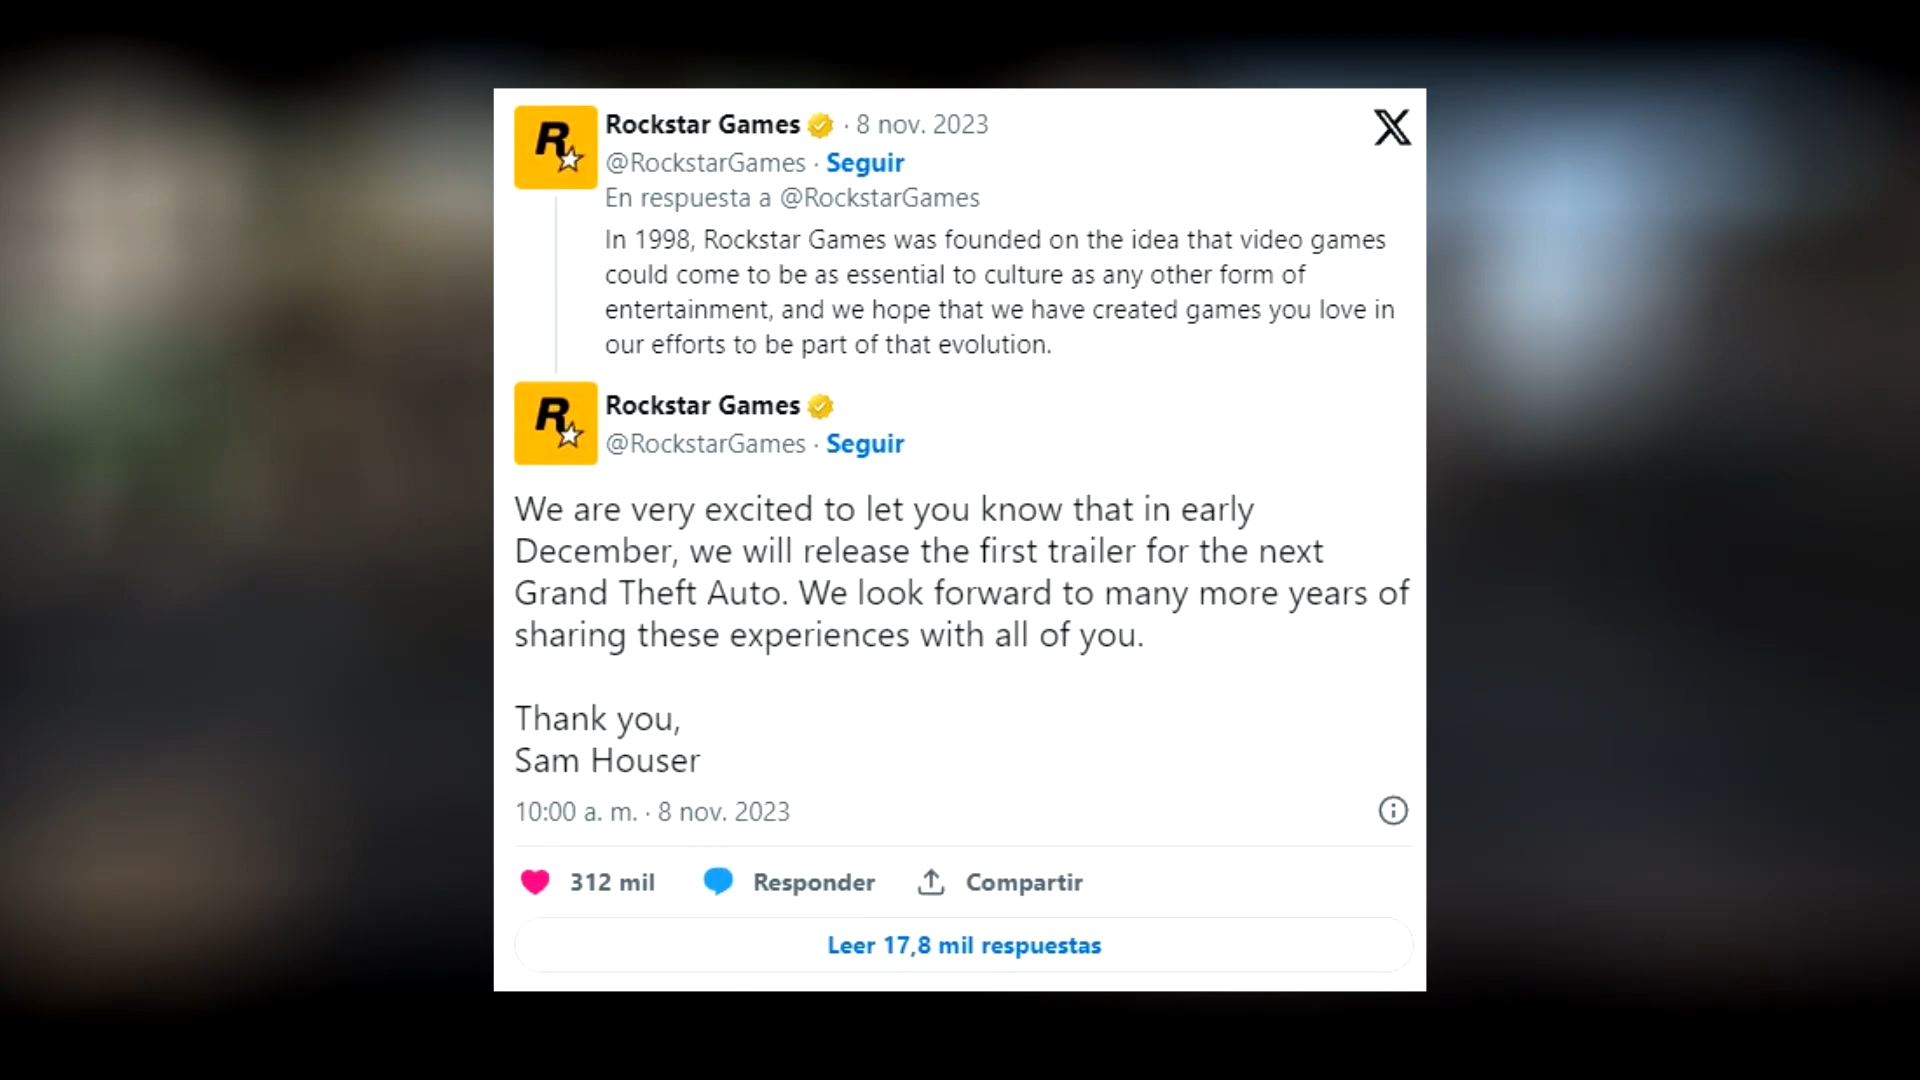 Rockstar Games · 8 nov. 2023
@RockstarGames · Seguir
En respuesta a @RockstarGames
In 1998, Rockstar Games was founded on the idea that video games
could come to be as essential to culture as any other form of
entertainment, and we hope that we have created games you love in
our efforts to be part of that evolution.
Rockstar Games
@RockstarGames · Seguir
We are very excited to let you know that in early
December, we will release the first trailer for the next
Grand Theft Auto. We look forward to many more years of
sharing these experiences with all of you.
Thank you,
Sam Houser
10:00 a. m. · 8 nov. 2023
312 mil Responder Compartir
Leer 17,8 mil respuestas